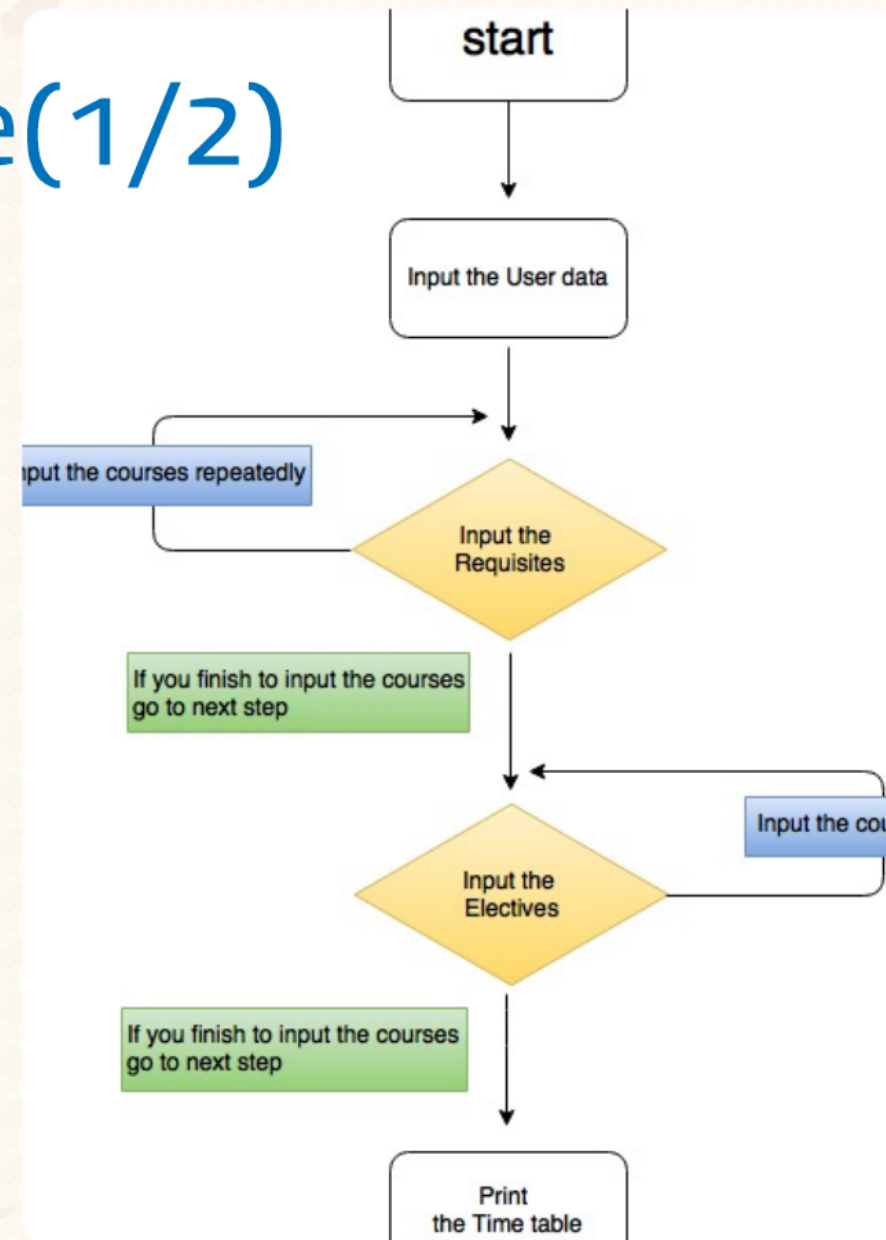 start
e(1/2)
Input the User data
nput the courses repeatedly
Input the
Requisites
If you finish to input the courses
go to next step
Input the cou
Input the
Electives
If you finish to input the courses
go to next step
Print
the Time table